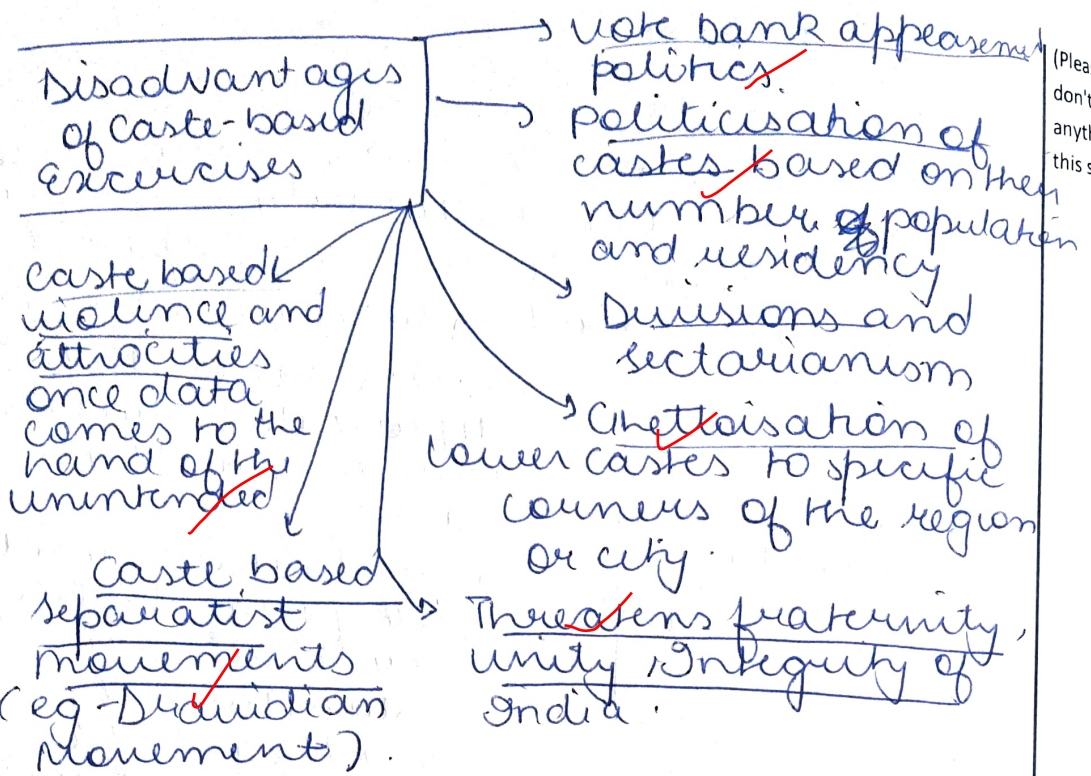 Disadvantages
of Caste-based
Excercises
vote bank appeasement
politics.
politicisation of
castes based on their
number of population
and residency
Divisions and
sectarianism
Ghettoisation of
lower castes to specific
corners of the region
or city.
Threatens fraternity,
unity, Integrity of
India.
caste based
violence and
attrocities
once data
comes to the
hand of the
unintended
caste based
separatist
movements
(eg-Dravidian
Movement).
(Plea
don't
anyth
this s